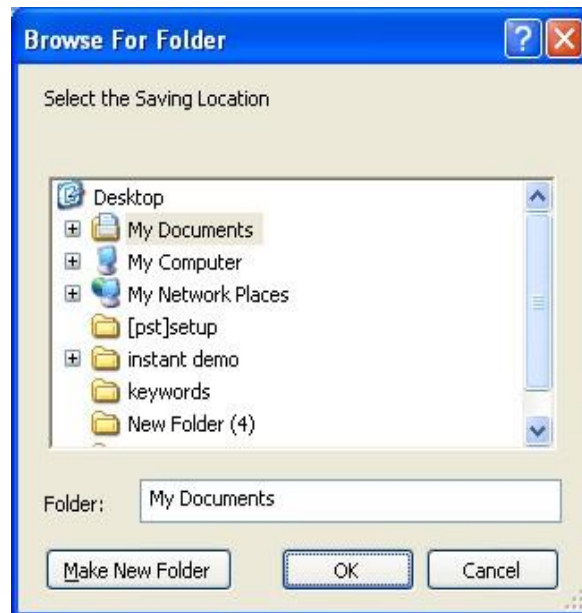 Browse For Folder
Select the Saving Location
Desktop
My Documents
My Computer
My Network Places
[pst]setup
instant demo
keywords
New Folder (4)
Folder: My Documents
Make New Folder OK Cancel